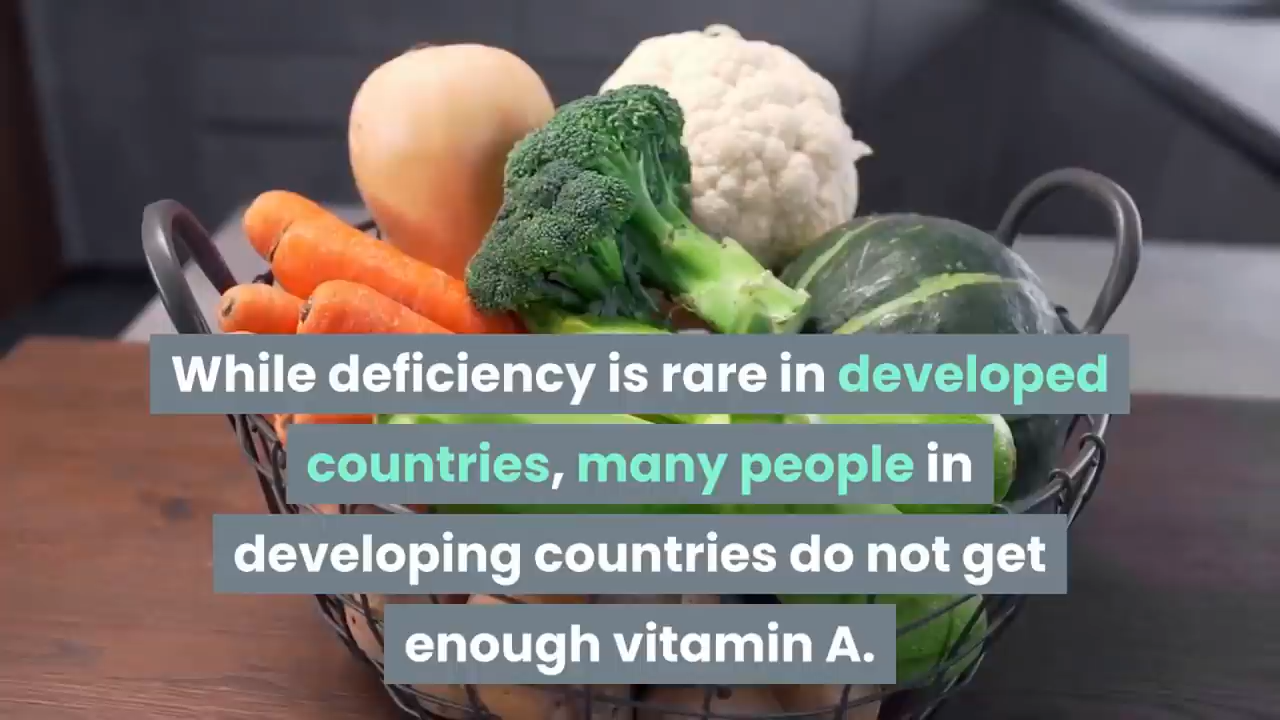 While deficiency is rare in developed
countries, many people in
developing countries do not get
enough vitamin A.